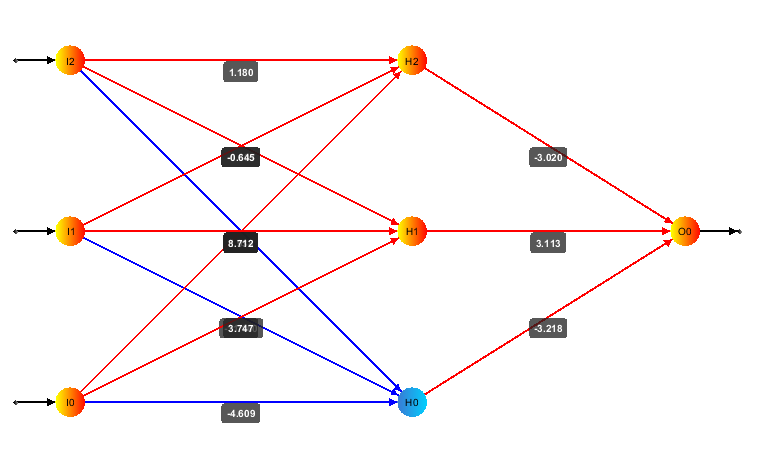 I2
H2
1.180
-0.645
-3.020
I1
H1
O0
8.712
3.113
-3.747
-3.218
I0
H0
-4.609